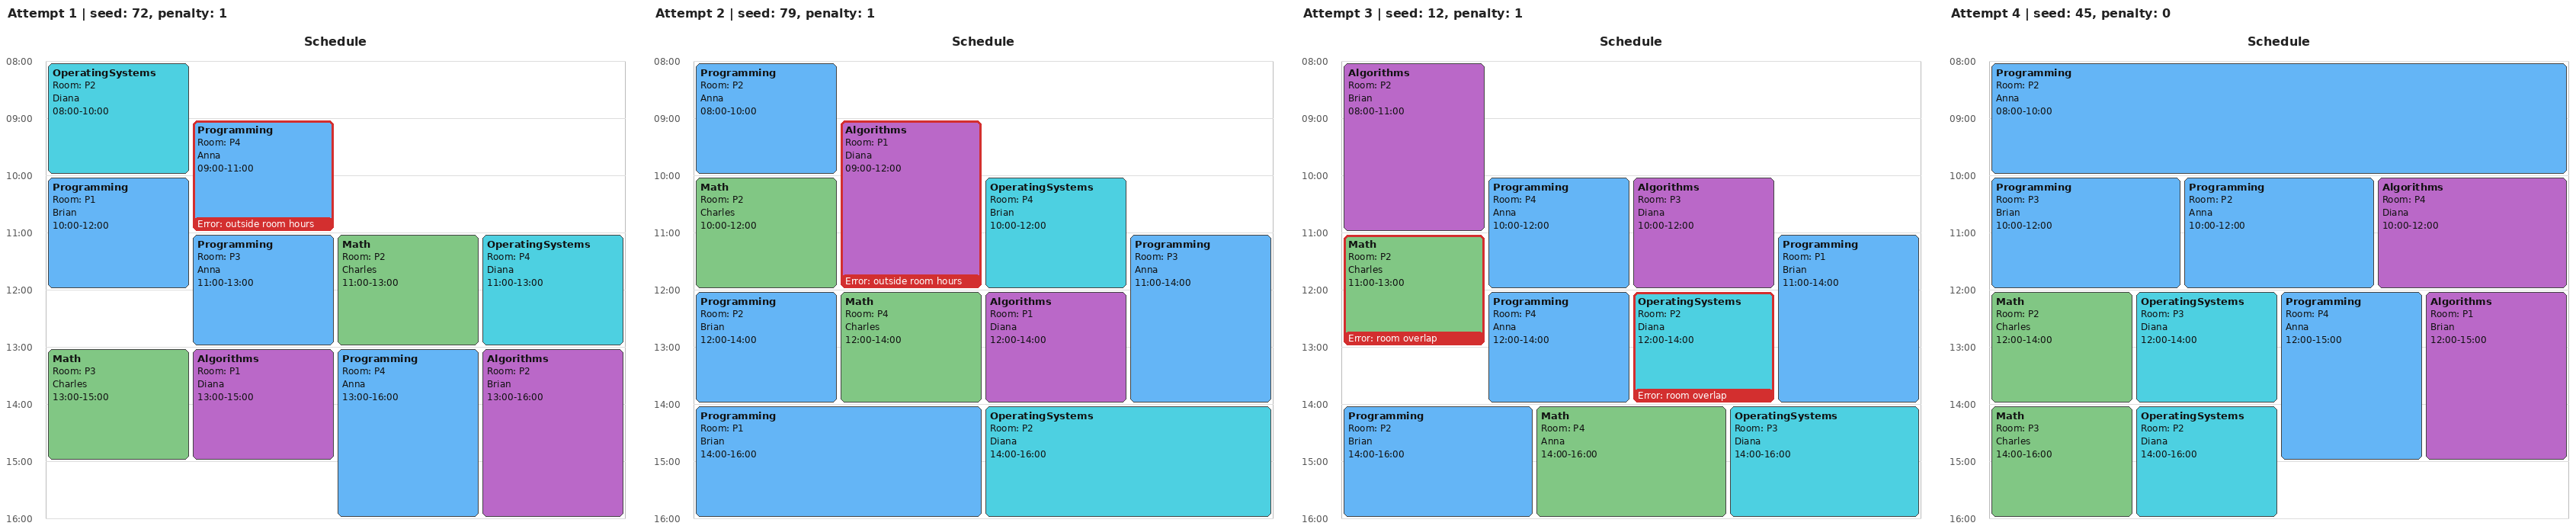 Attempt 1 | seed: 72, penalty: 1
Schedule
08:00
09:00
10:00
11:00
12:00
13:00
14:00
15:00
16:00
OperatingSystems
Room: P2
Diana
08:00-10:00
Programming
Room: P4
Anna
09:00-11:00
Error: outside room hours
Programming
Room: P1
Brian
10:00-12:00
Programming
Room: P3
Anna
11:00-13:00
Math
Room: P2
Charles
11:00-13:00
OperatingSystems
Room: P4
Diana
11:00-13:00
Math
Room: P3
Charles
13:00-15:00
Algorithms
Room: P1
Diana
13:00-15:00
Programming
Room: P4
Anna
13:00-16:00
Algorithms
Room: P2
Brian
13:00-16:00
Attempt 2 | seed: 79, penalty: 1
Schedule
08:00
09:00
10:00
11:00
12:00
13:00
14:00
15:00
16:00
Programming
Room: P2
Anna
08:00-10:00
Algorithms
Room: P1
Diana
09:00-12:00
Error: outside room hours
Math
Room: P2
Charles
10:00-12:00
OperatingSystems
Room: P4
Brian
10:00-12:00
Programming
Room: P3
Anna
11:00-14:00
Programming
Room: P2
Brian
12:00-14:00
Math
Room: P4
Charles
12:00-14:00
Algorithms
Room: P1
Diana
12:00-14:00
Programming
Room: P1
Brian
14:00-16:00
OperatingSystems
Room: P2
Diana
14:00-16:00
Attempt 3 | seed: 12, penalty: 1
Schedule
08:00
09:00
10:00
11:00
12:00
13:00
14:00
15:00
16:00
Algorithms
Room: P2
Brian
08:00-11:00
Programming
Room: P4
Anna
10:00-12:00
Algorithms
Room: P3
Diana
10:00-12:00
Math
Room: P2
Charles
11:00-13:00
Error: room overlap
Programming
Room: P1
Brian
11:00-14:00
Programming
Room: P4
Anna
12:00-14:00
OperatingSystems
Room: P2
Diana
12:00-14:00
Error: room overlap
Programming
Room: P2
Brian
14:00-16:00
Math
Room: P4
Anna
14:00-16:00
OperatingSystems
Room: P3
Diana
14:00-16:00
Attempt 4 | seed: 45, penalty: 0
Schedule
08:00
09:00
10:00
11:00
12:00
13:00
14:00
15:00
16:00
Programming
Room: P2
Anna
08:00-10:00
Programming
Room: P3
Brian
10:00-12:00
Programming
Room: P2
Anna
10:00-12:00
Algorithms
Room: P4
Diana
10:00-12:00
Math
Room: P2
Charles
12:00-14:00
OperatingSystems
Room: P3
Diana
12:00-14:00
Programming
Room: P4
Anna
12:00-15:00
Algorithms
Room: P1
Brian
12:00-15:00
Math
Room: P3
Charles
14:00-16:00
OperatingSystems
Room: P2
Diana
14:00-16:00